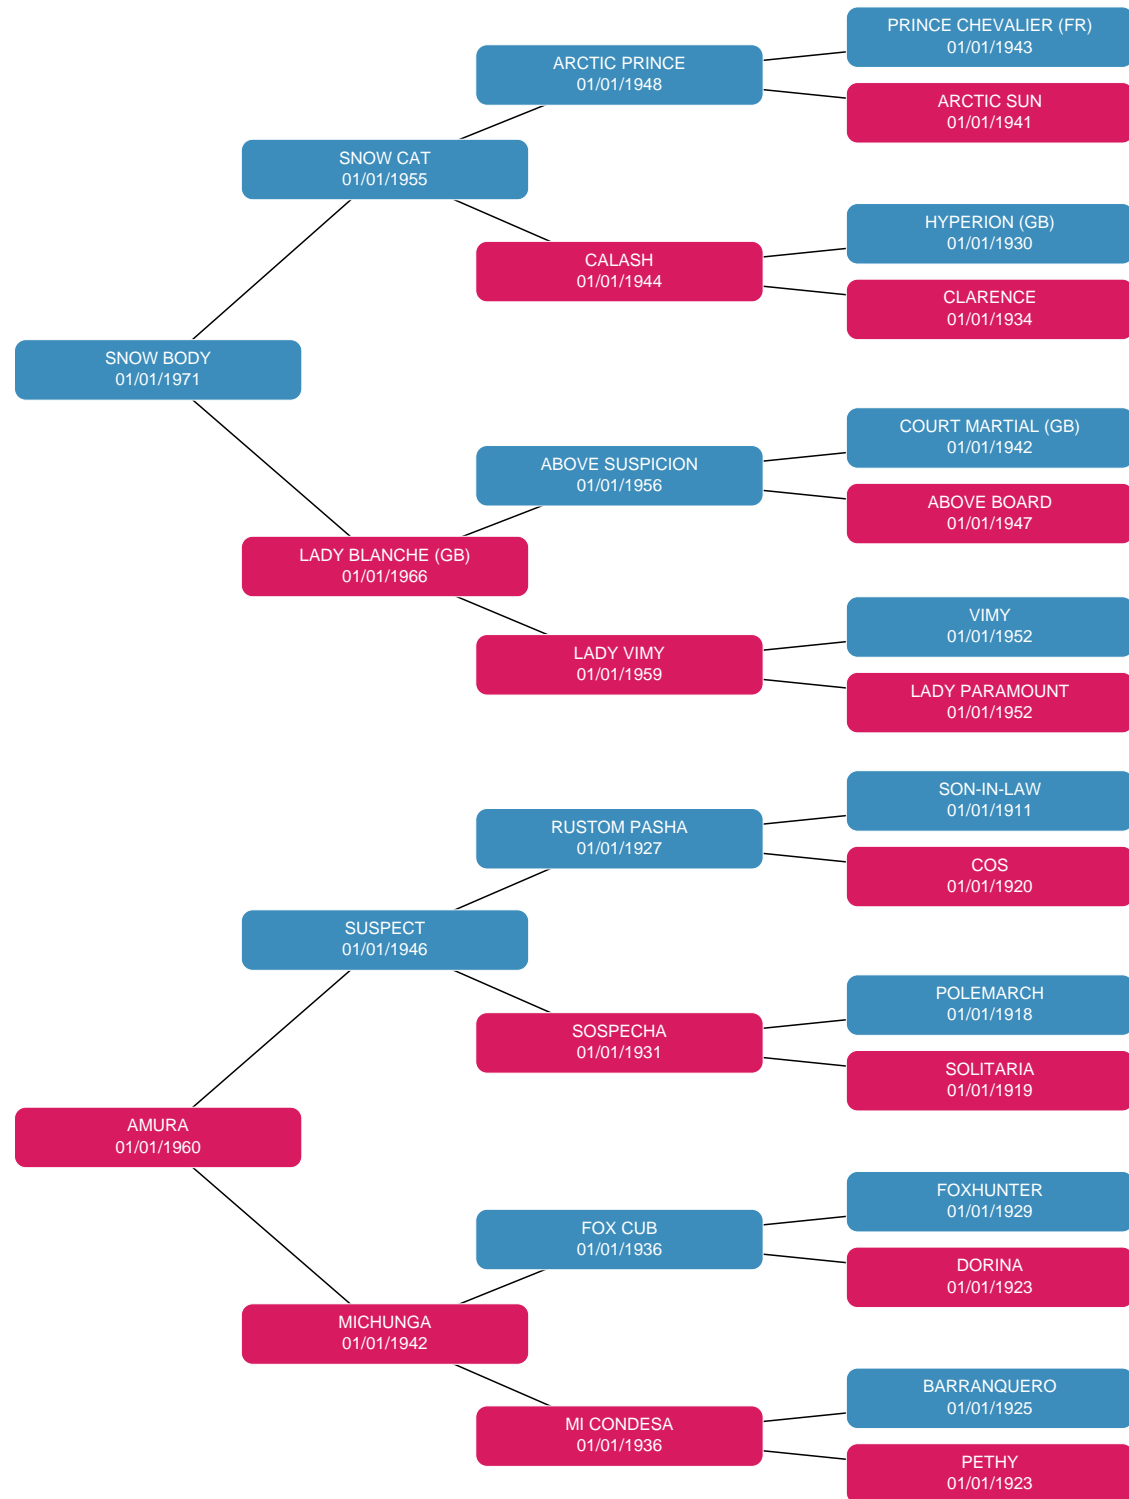 PRINCE CHEVALIER (FR)
01/01/1943
ARCTIC PRINCE
01/01/1948
ARCTIC SUN
01/01/1941
SNOW CAT
01/01/1955
HYPERION (GB)
01/01/1930
CALASH
01/01/1944
CLARENCE
01/01/1934
SNOW BODY
01/01/1971
COURT MARTIAL (GB)
01/01/1942
ABOVE SUSPICION
01/01/1956
ABOVE BOARD
01/01/1947
LADY BLANCHE (GB)
01/01/1966
VIMY
01/01/1952
LADY VIMY
01/01/1959
LADY PARAMOUNT
01/01/1952
SON-IN-LAW
01/01/1911
RUSTOM PASHA
01/01/1927
COS
01/01/1920
SUSPECT
01/01/1946
POLEMARCH
01/01/1918
SOSPECHA
01/01/1931
SOLITARIA
01/01/1919
AMURA
01/01/1960
FOXHUNTER
01/01/1929
FOX CUB
01/01/1936
DORINA
01/01/1923
MICHUNGA
01/01/1942
BARRANQUERO
01/01/1925
MI CONDESA
01/01/1936
PETHY
01/01/1923